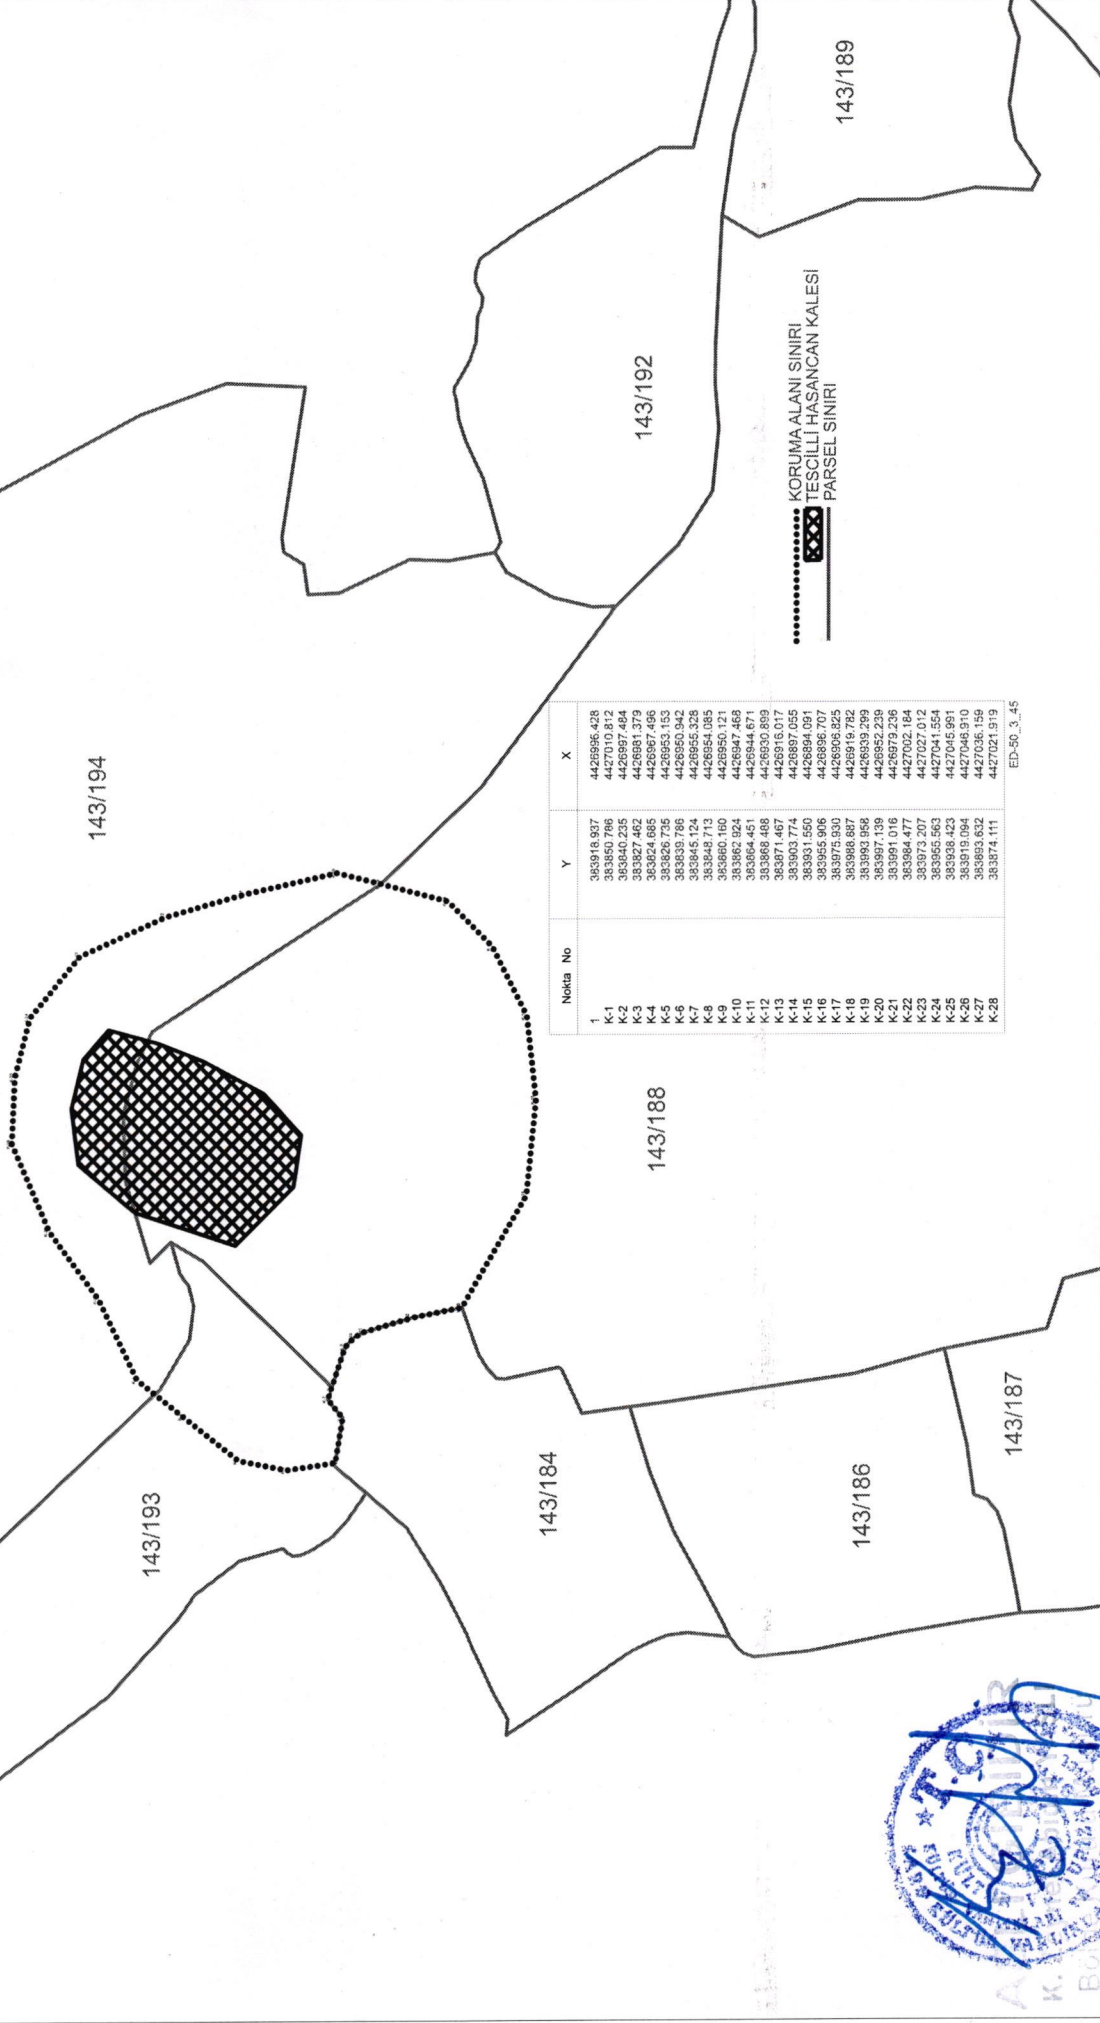 143/189
143/192
143/194
KORUMA ALANI SINIRI
TESCİLLİ HASANCAN KALESİ
PARSEL SINIRI
143/188
143/193
143/184
143/186
143/187
Nokta No Y X
1 383918.937 4426996.428
K-1 383850.786 4427010.812
K-2 383840.235 4426997.484
K-3 383827.462 4426981.379
K-4 383824.685 4426967.496
K-5 383826.735 4426953.153
K-6 383839.786 4426950.942
K-7 383845.124 4426955.328
K-8 383848.713 4426954.085
K-9 383860.160 4426950.121
K-10 383862.924 4426947.468
K-11 383864.451 4426944.671
K-12 383868.488 4426930.899
K-13 383871.467 4426916.017
K-14 383903.774 4426897.055
K-15 383931.550 4426894.091
K-16 383955.906 4426896.707
K-17 383975.930 4426906.825
K-18 383988.887 4426919.782
K-19 383993.958 4426939.299
K-20 383997.139 4426952.239
K-21 383991.016 4426979.236
K-22 383984.477 4427002.184
K-23 383973.207 4427027.012
K-24 383955.563 4427041.554
K-25 383938.423 4427045.991
K-26 383919.094 4427046.910
K-27 383893.632 4427036.159
K-28 383874.111 4427021.919
ED-50_3_45
T.C.